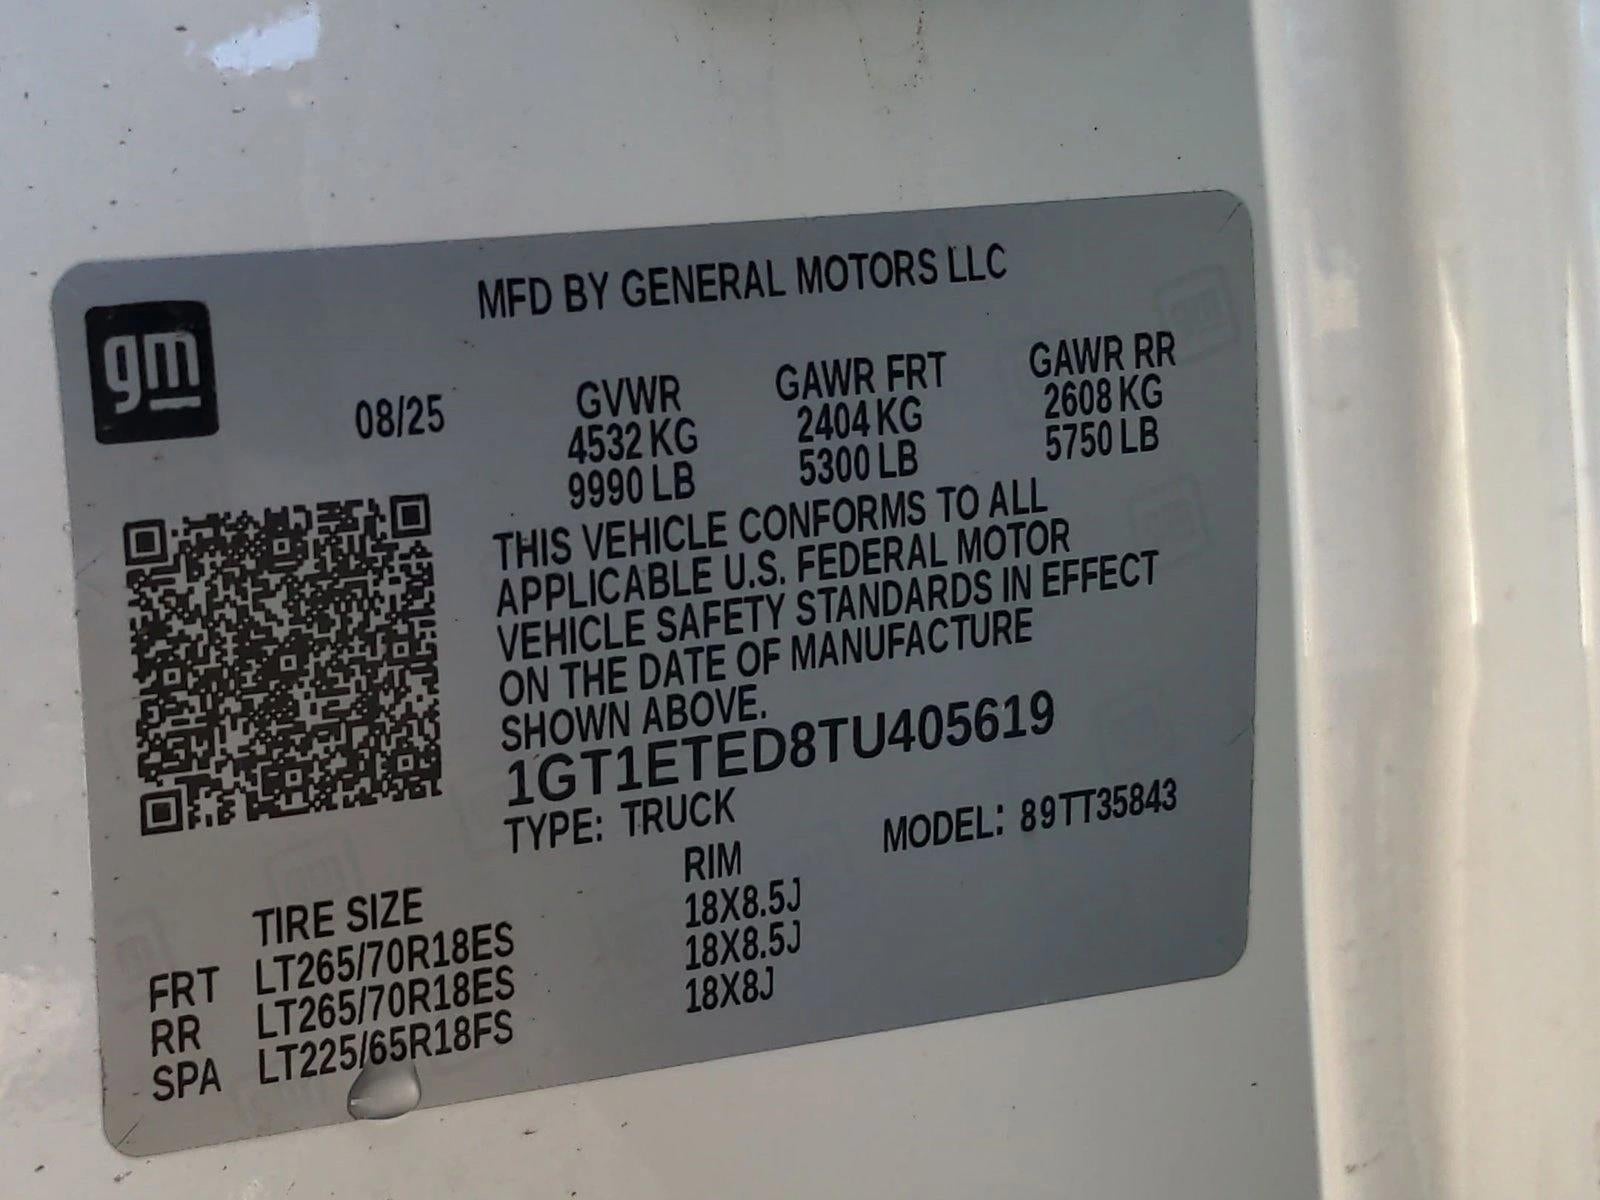 MFD BY GENERAL MOTORS LLC
gm
08/25
GVWR GAWR FRT GAWR RR
4532 KG 2404 KG 2608 KG
9990 LB 5300 LB 5750 LB
THIS VEHICLE CONFORMS TO ALL
APPLICABLE U.S. FEDERAL MOTOR
VEHICLE SAFETY STANDARDS IN EFFECT
ON THE DATE OF MANUFACTURE
SHOWN ABOVE.
1GT1ETED8TU405619
TYPE: TRUCK MODEL: 89TT35843
TIRE SIZE RIM
FRT LT265/70R18ES 18X8.5J
RR LT265/70R18ES 18X8.5J
SPA LT225/65R18FS 18X8J